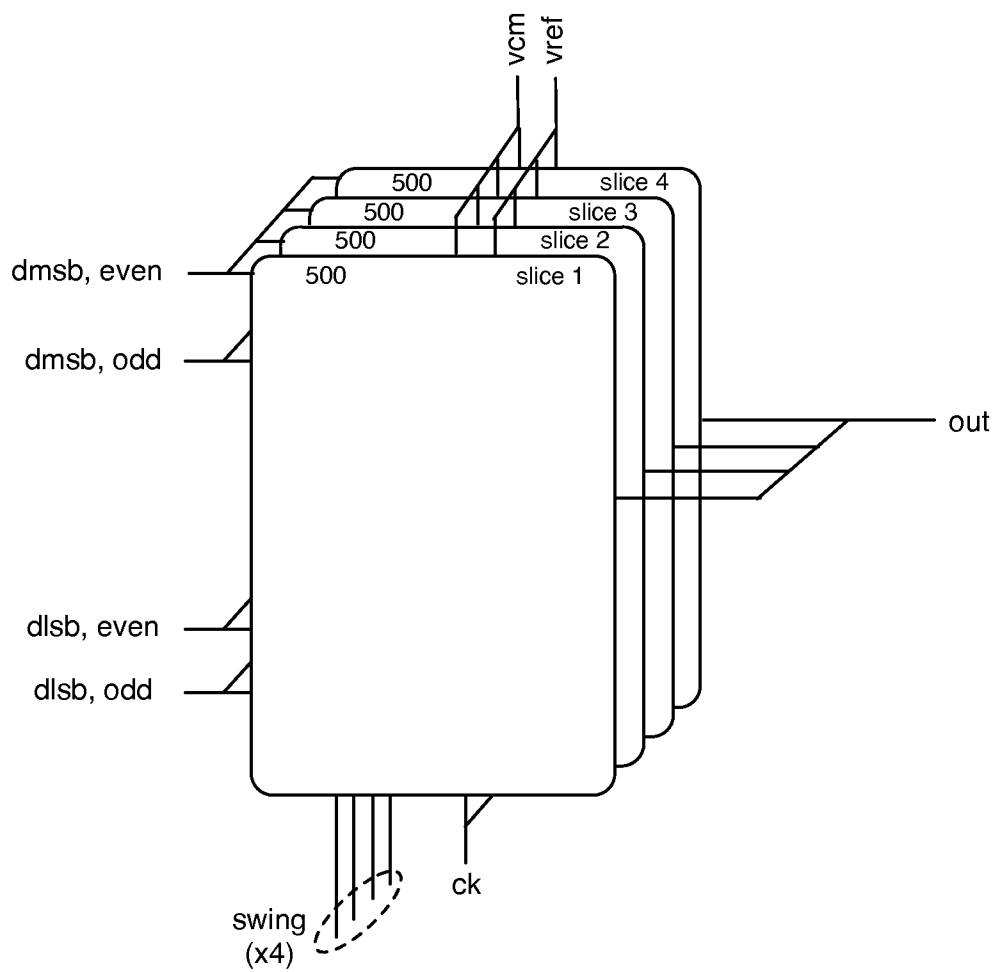 vcm
vref
500 slice 4
500 slice 3
500 slice 2
500 slice 1
dmsb, even
dmsb, odd
out
dlsb, even
dlsb, odd
ck
swing
(x4)